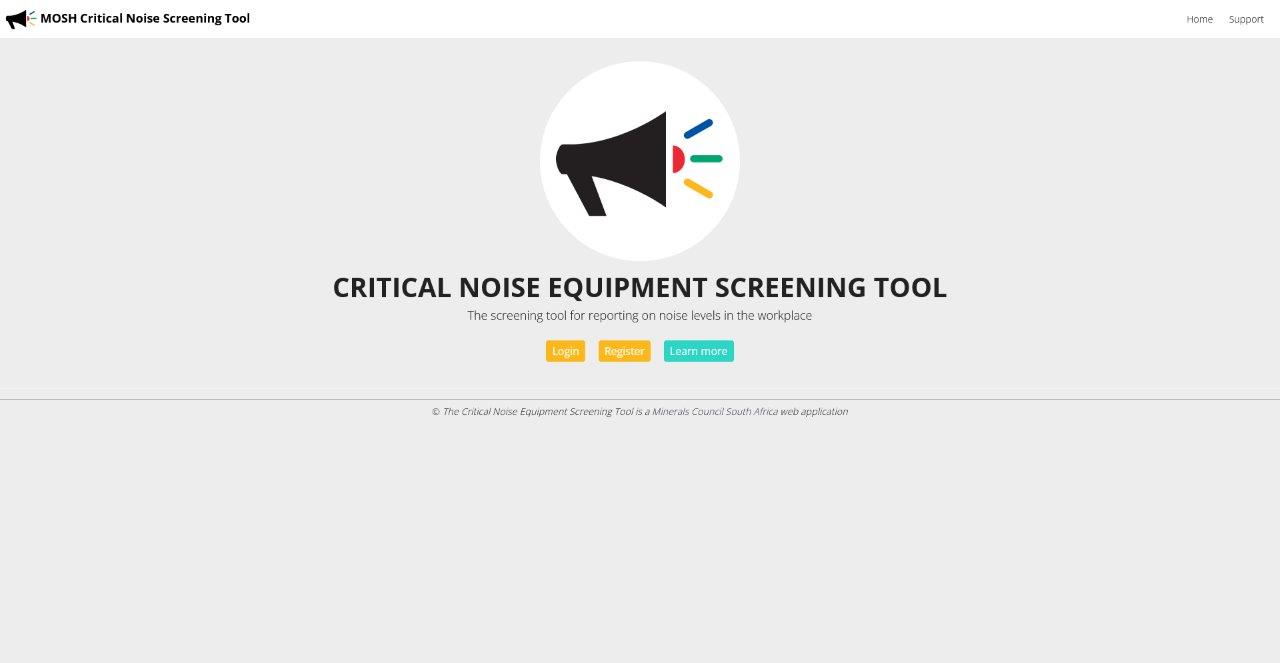 MOSH Critical Noise Screening Tool
Home
Support
CRITICAL NOISE EQUIPMENT SCREENING TOOL
The screening tool for reporting on noise levels in the workplace
Login
Register
Learn more
© The Critical Noise Equipment Screening Tool is a Minerals Council South Africa web application